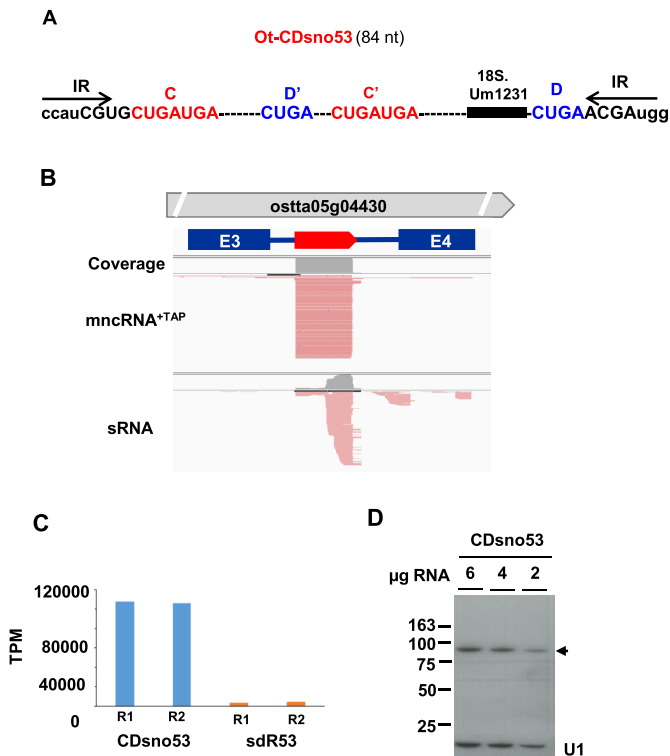 A
Ot-CDsno53 (84 nt)
IR C D' C' 18S. Um1231 D IR
ccauCGUGCUGAUGA------CUGA--CUGAUGA------CUGAACGAugg
B
ostta05g04430
E3 E4
Coverage
mncRNA+TAP
sRNA
C
TPM
120000
80000
40000
0
R1 R2 R1 R2
CDsno53 sdR53
D
CDsno53
µg RNA 6 4 2
163
100
75
50
25
U1